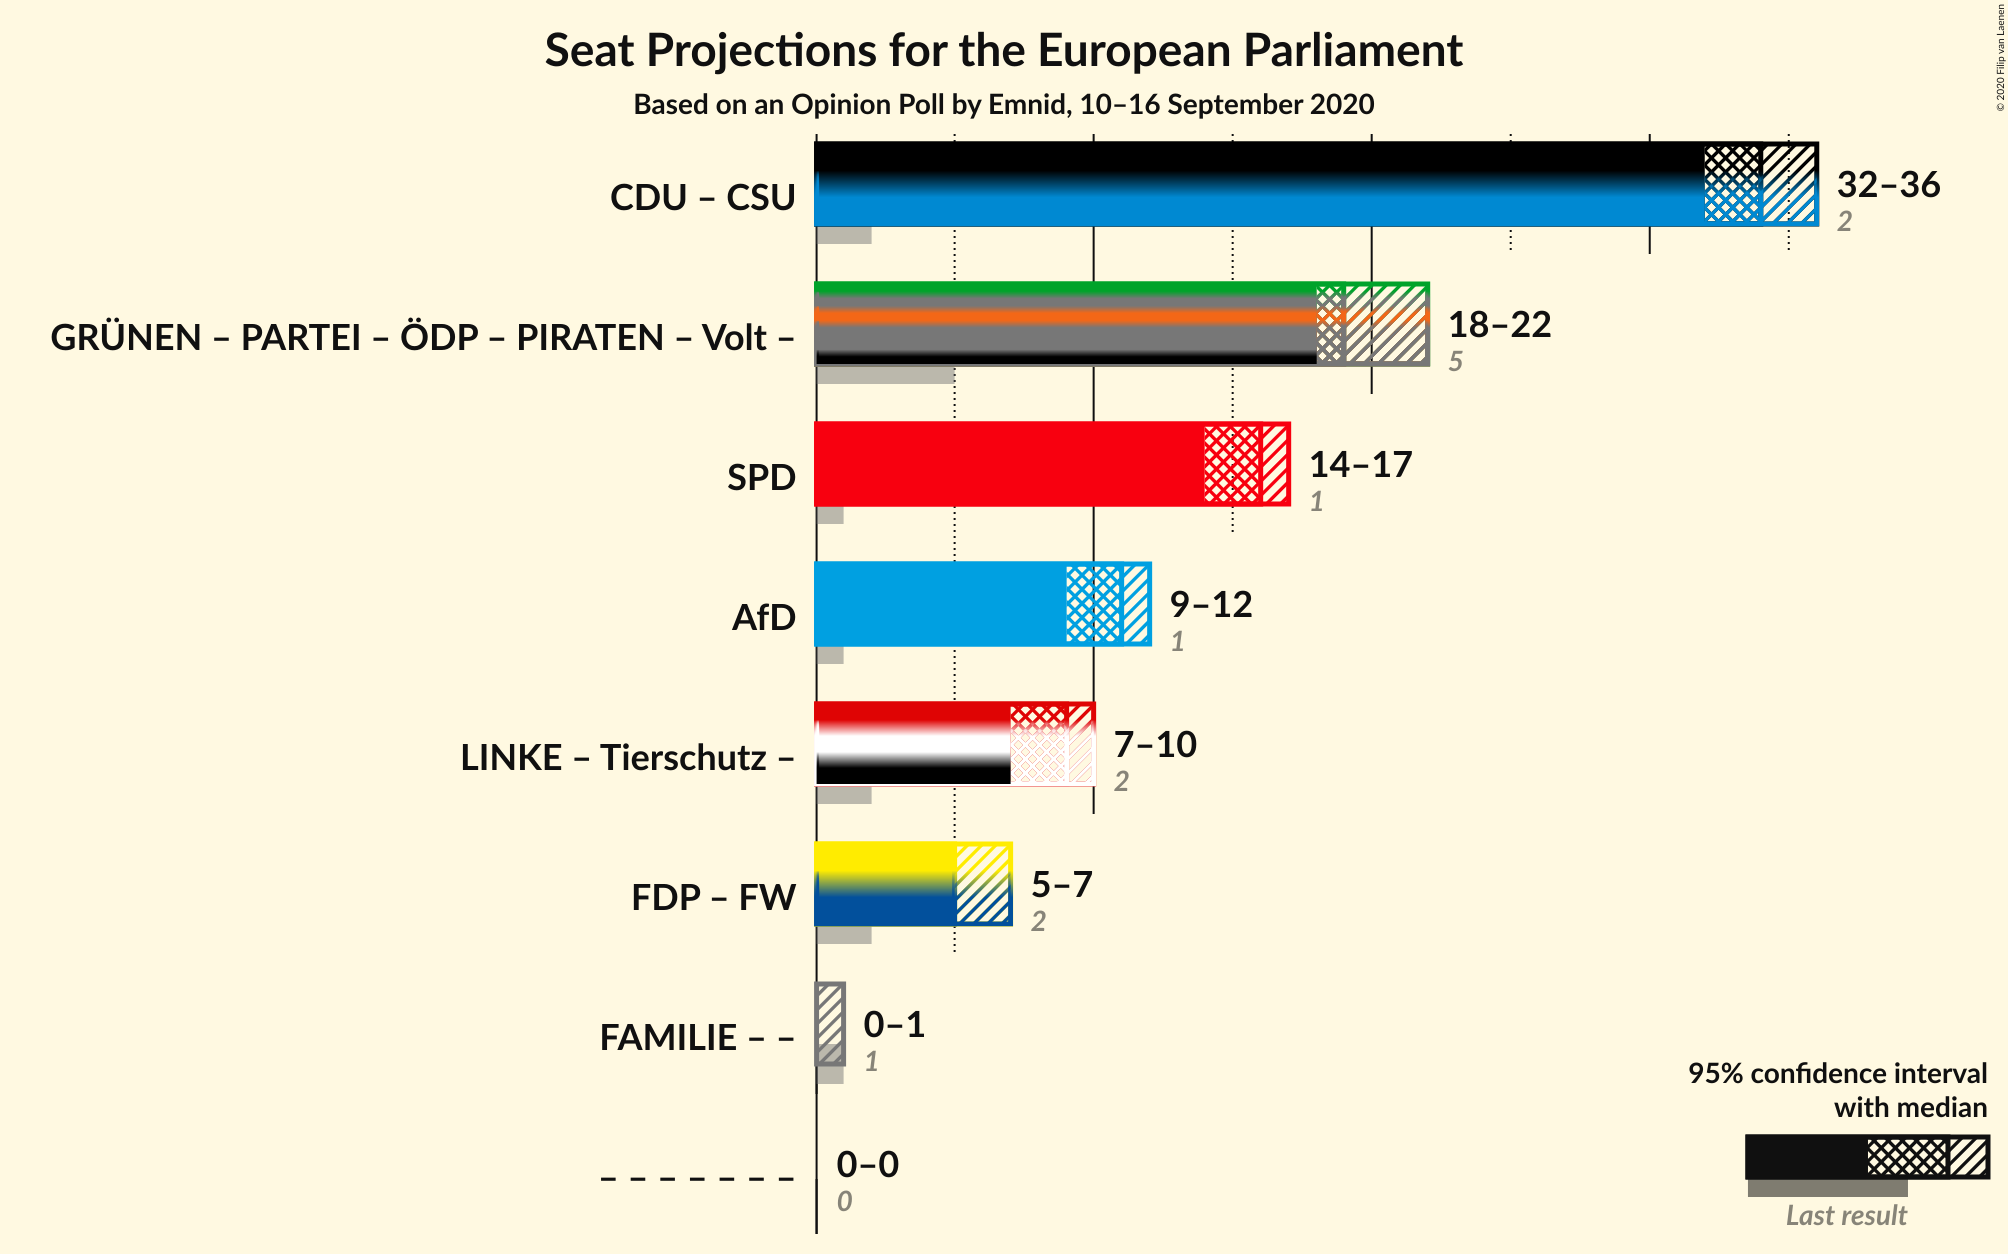 Seat Projections for the European Parliament
Based on an Opinion Poll by Emnid, 10–16 September 2020
© 2020 Filip van Laenen
CDU – CSU
32–36
2
GRÜNEN – PARTEI – ÖDP – PIRATEN – Volt –
18–22
5
SPD
14–17
1
AfD
9–12
1
LINKE – Tierschutz –
7–10
2
FDP – FW
5–7
2
FAMILIE – –
0–1
1
– – – – – – –
0–0
0
95% confidence interval
with median
Last result